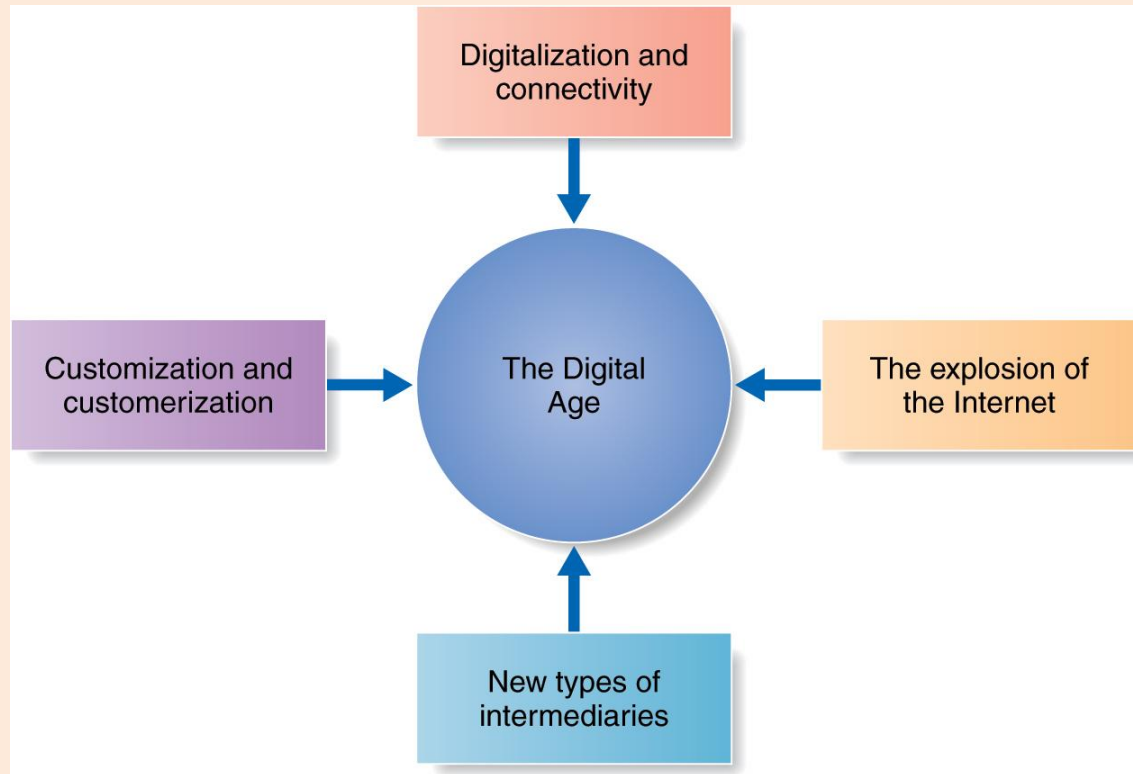 Digitalization and
connectivity
Customization and
customerization
The Digital
Age
The explosion of
the Internet
New types of
intermediaries